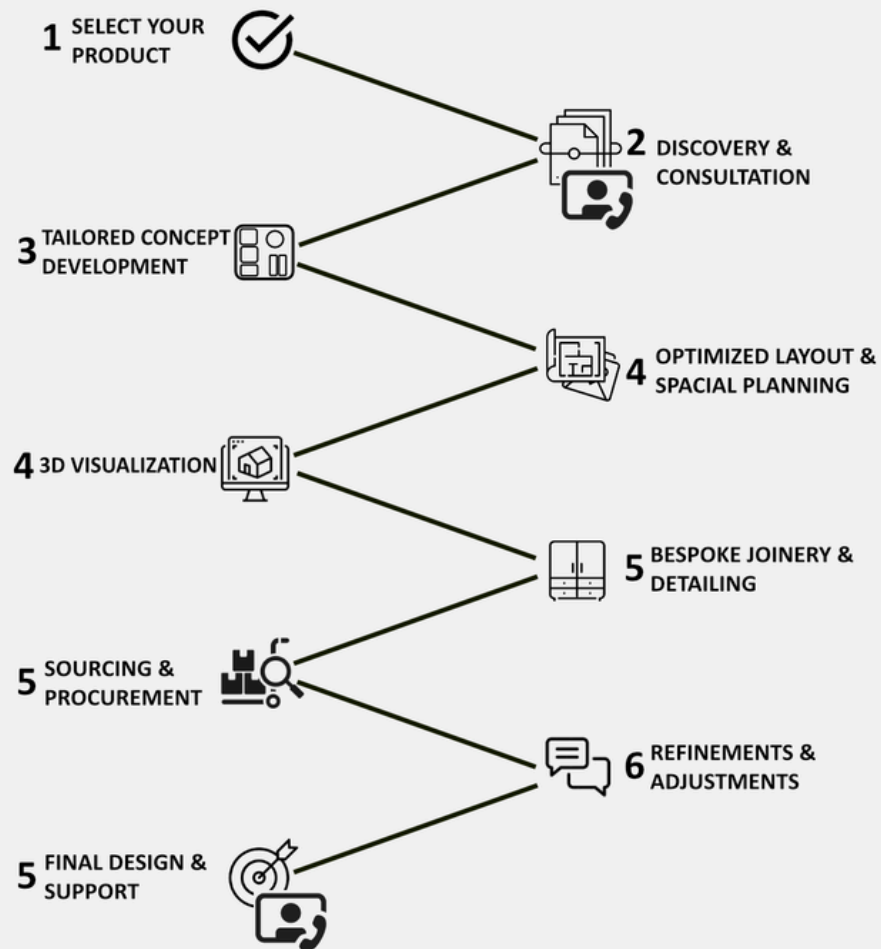 1 SELECT YOUR
PRODUCT
2 DISCOVERY &
CONSULTATION
3 TAILORED CONCEPT
DEVELOPMENT
4 OPTIMIZED LAYOUT &
SPACIAL PLANNING
4 3D VISUALIZATION
5 BESPOKE JOINERY &
DETAILING
5 SOURCING &
PROCUREMENT
6 REFINEMENTS &
ADJUSTMENTS
5 FINAL DESIGN &
SUPPORT